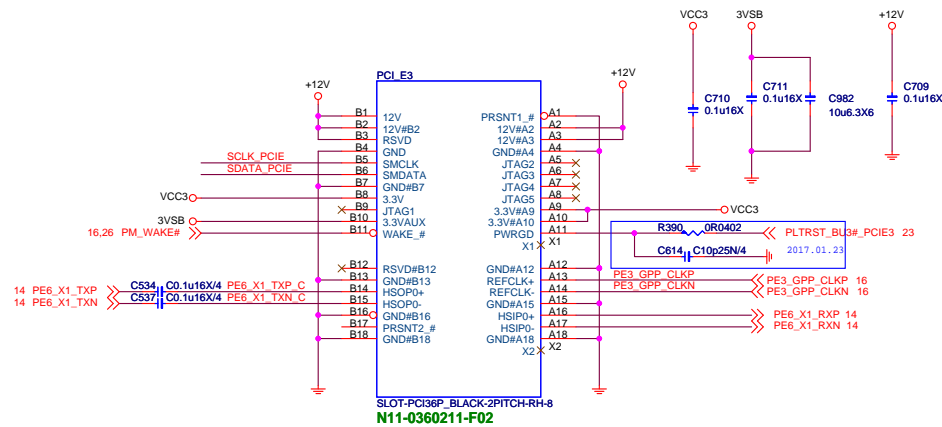 VCC3 3VSB +12V
C710 0.1u16X
C711 0.1u16X
C982 10u6.3X6
C709 0.1u16X
PCI_E3
+12V +12V
B1 12V PRSNT1_# A1
B2 12V#B2 12V#A2 A2
B3 RSVD 12V#A3 A3
B4 GND GND#A4 A4
SCLK_PCIE B5 SMCLK JTAG2 A5
SDATA_PCIE B6 SMDATA JTAG3 A6
B7 GND#B7 JTAG4 A7
VCC3 B8 3.3V JTAG5 A8
B9 JTAG1 3.3V#A9 A9 VCC3
3VSB B10 3.3VAUX 3.3V#A10 A10
16,26 PM_WAKE# B11 WAKE_# PWRGD A11 R390 0R0402 PLTRST_BU3#_PCIE3 23
X1 X1
C614 C10p25N/4 2017.01.23
B12 RSVD#B12 GND#A12 A12
B13 GND#B13 REFCLK+ A13 PE3_GPP_CLKP PE3_GPP_CLKP 16
14 PE6_X1_TXP C534 C0.1u16X/4 PE6_X1_TXP_C B14 HSOP0+ REFCLK- A14 PE3_GPP_CLKN PE3_GPP_CLKN 16
14 PE6_X1_TXN C537 C0.1u16X/4 PE6_X1_TXN_C B15 HSOP0- GND#A15 A15
B16 GND#B16 HSIP0+ A16 PE6_X1_RXP 14
B17 PRSNT2_# HSIP0- A17 PE6_X1_RXN 14
B18 GND#B18 GND#A18 A18
X2 X2
SLOT-PCI36P_BLACK-2PITCH-RH-8
N11-0360211-F02